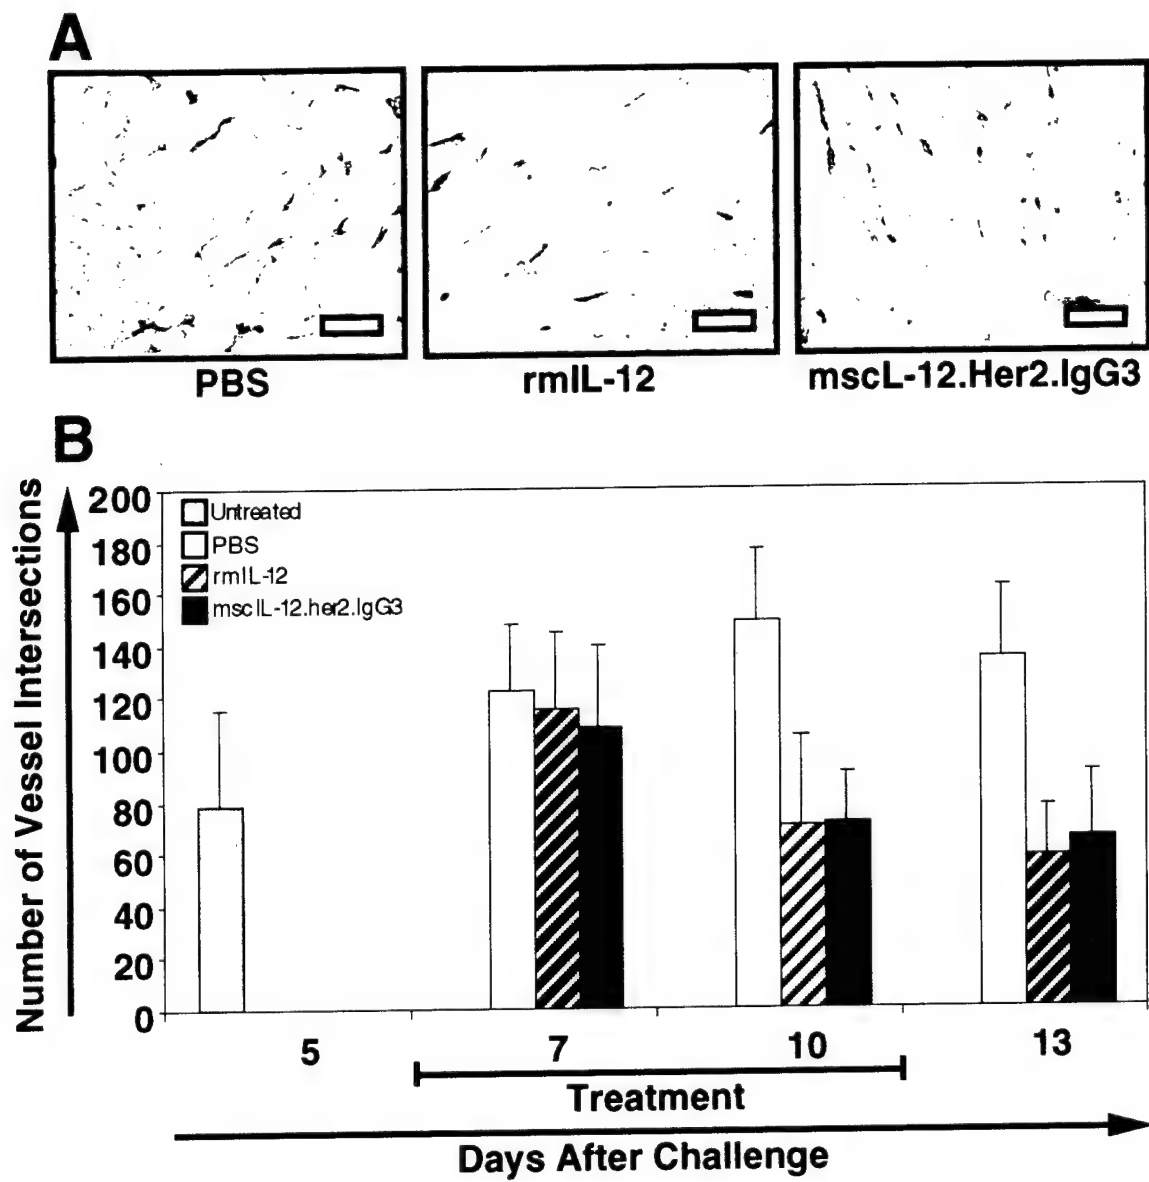 A
PBS
rmIL-12
mscL-12.Her2.IgG3
B
Number of Vessel Intersections
200
180
160
140
120
100
80
60
40
20
0
Untreated
PBS
rmIL-12
mscIL-12.her2.IgG3
5 7 10 13
Treatment
Days After Challenge